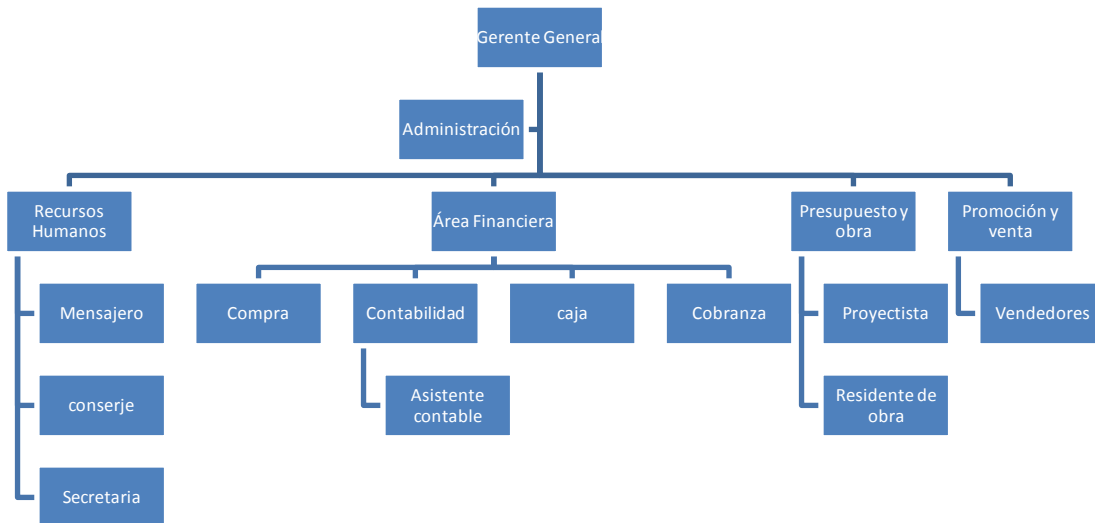 Gerente General
Administración
Recursos
Humanos
Área Financiera
Presupuesto y
obra
Promoción y
venta
Mensajero
Compra
Contabilidad
caja
Cobranza
Proyectista
Vendedores
conserje
Asistente
contable
Residente de
obra
Secretaria